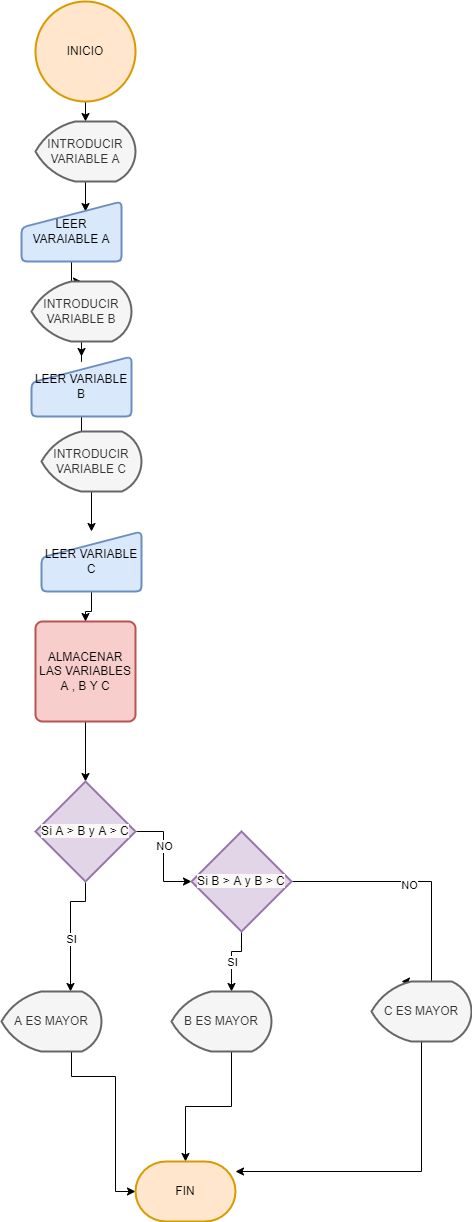 INICIO
INTRODUCIR
VARIABLE A
LEER
VARAIABLE A
INTRODUCIR
VARIABLE B
LEER VARIABLE
B
INTRODUCIR
VARIABLE C
LEER VARIABLE
C
ALMACENAR
LAS VARIABLES
A , B Y C
Si A > B y A > C
NO
Si B > A y B > C
NO
SI
SI
A ES MAYOR
B ES MAYOR
C ES MAYOR
FIN